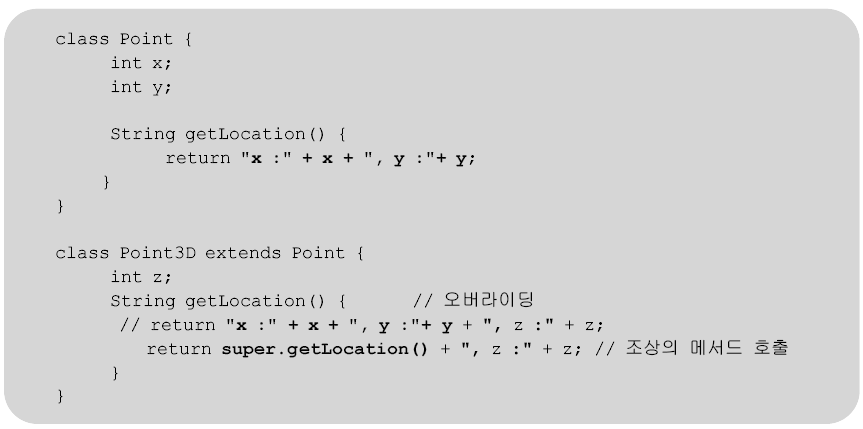 class Point {
int x;
int y;
String getLocation() {
return "x :" + x + ", y :"+ y;
}
}
class Point3D extends Point {
int z;
String getLocation() { // 오버라이딩
// return "x :" + x + ", y :"+ y + ", z :" + z;
return super.getLocation() + ", z :" + z; // 조상의 메서드 호출
}
}